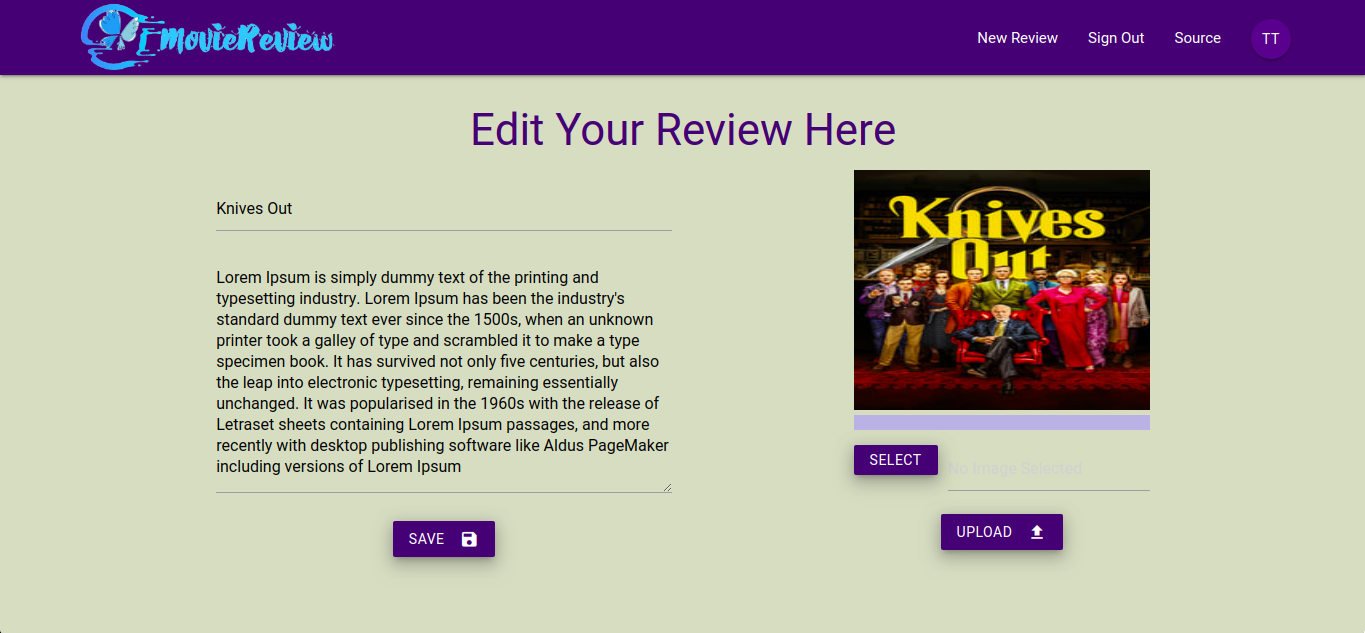 EMovieReview
New Review Sign Out Source TT
Edit Your Review Here
Knives Out
Lorem Ipsum is simply dummy text of the printing and
typesetting industry. Lorem Ipsum has been the industry's
standard dummy text ever since the 1500s, when an unknown
printer took a galley of type and scrambled it to make a type
specimen book. It has survived not only five centuries, but also
the leap into electronic typesetting, remaining essentially
unchanged. It was popularised in the 1960s with the release of
Letraset sheets containing Lorem Ipsum passages, and more
recently with desktop publishing software like Aldus PageMaker
including versions of Lorem Ipsum
SAVE
Knives
Out
SELECT
No Image Selected
UPLOAD